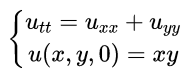 u_{tt} = u_{xx} + u_{yy}
u(x, y, 0) = xy